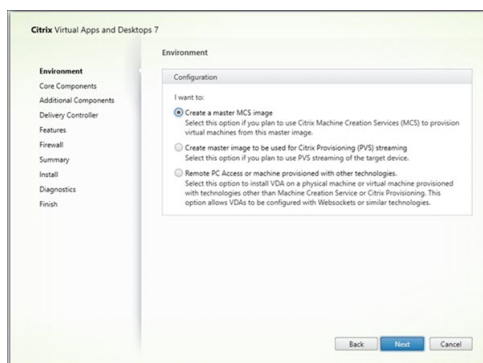 Citrix Virtual Apps and Desktops 7
Environment
Environment
Core Components
Additional Components
Delivery Controller
Features
Firewall
Summary
Install
Diagnostics
Finish
Configuration
I want to:
Create a master MCS image
Select this option if you plan to use Citrix Machine Creation Services (MCS) to provision
virtual machines from this master image.
Create master image to be used for Citrix Provisioning (PVS) streaming
Select this option if you plan to use PVS streaming of the target device.
Remote PC Access or machine provisioned with other technologies.
Select this option to install VDA on a physical machine or virtual machine provisioned
with technologies other than Machine Creation Service or Citrix Provisioning. This
option allows VDAs to be configured with Websockets or similar technologies.
Back
Next
Cancel